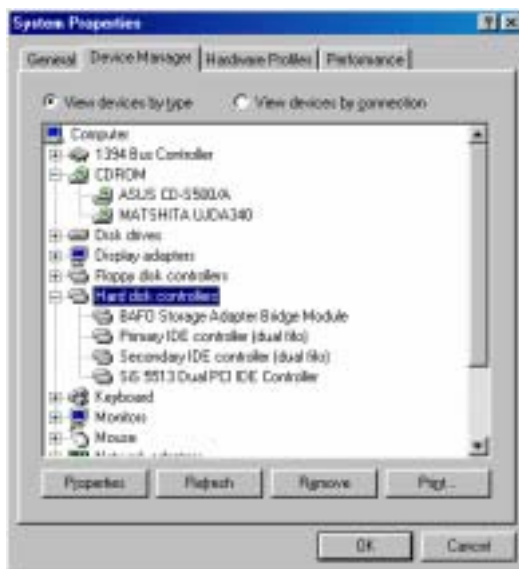 System Properties
General Device Manager Hardware Profiles Performance
View devices by type View devices by connection
Computer
1394 Bus Controller
CDROM
ASUS CD-S500/A
MATSHITA UJDA340
Disk drives
Display adapters
Floppy disk controllers
Hard disk controllers
BAFO Storage Adapter Bridge Module
Primary IDE controller (dual fifo)
Secondary IDE controller (dual fifo)
SiS 5513 Dual PCI IDE Controller
Keyboard
Monitors
Mouse
Network adapters
Properties Refresh Remove Print...
OK Cancel